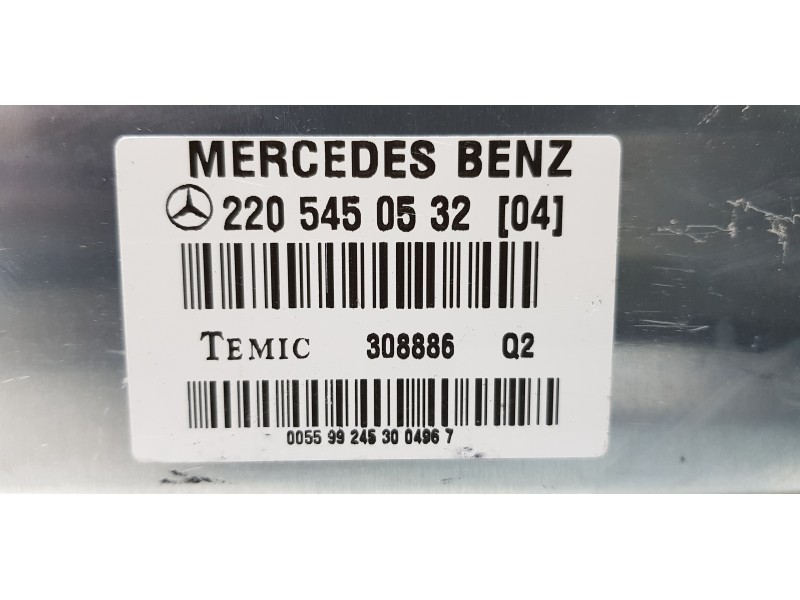 MERCEDES BENZ
220 545 05 32 [04]
TEMIC 308886 Q2
0055 99 245 30 0496 7